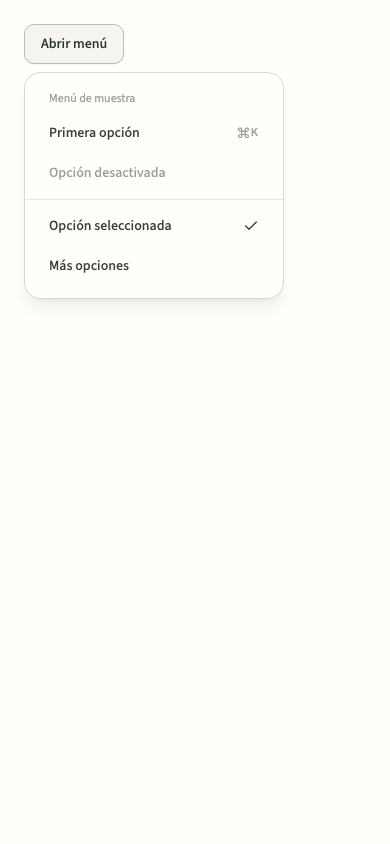 Abrir menú
Menú de muestra
Primera opción ⌘K
Opción desactivada
Opción seleccionada
Más opciones